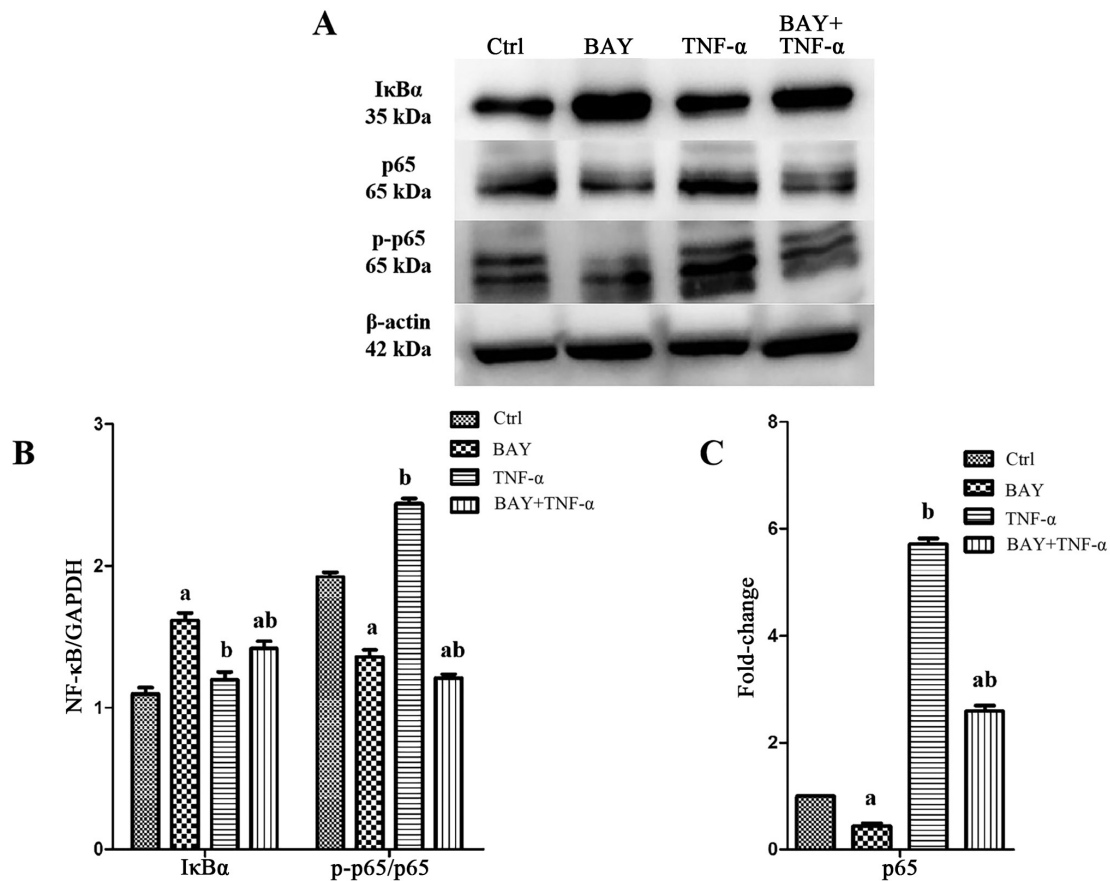 A
Ctrl
BAY
TNF-α
BAY+
TNF-α
IκBα
35 kDa
p65
65 kDa
p-p65
65 kDa
β-actin
42 kDa
B
NF-κB/GAPDH
3
2
1
0
a
b
ab
a
b
ab
IκBα
p-p65/p65
Ctrl
BAY
TNF-α
BAY+TNF-α
C
Fold-change
8
6
4
2
0
a
b
ab
p65
Ctrl
BAY
TNF-α
BAY+TNF-α